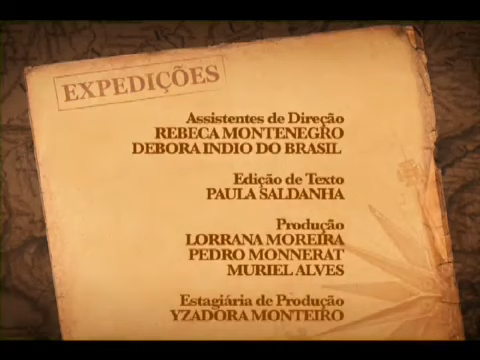 EXPEDIÇÕES
Assistentes de Direção
REBECA MONTENEGRO
DEBORA INDIO DO BRASIL
Edição de Texto
PAULA SALDANHA
Produção
LORRANA MOREIRA
PEDRO MONNERAT
MURIEL ALVES
Estagiária de Produção
YZADORA MONTEIRO